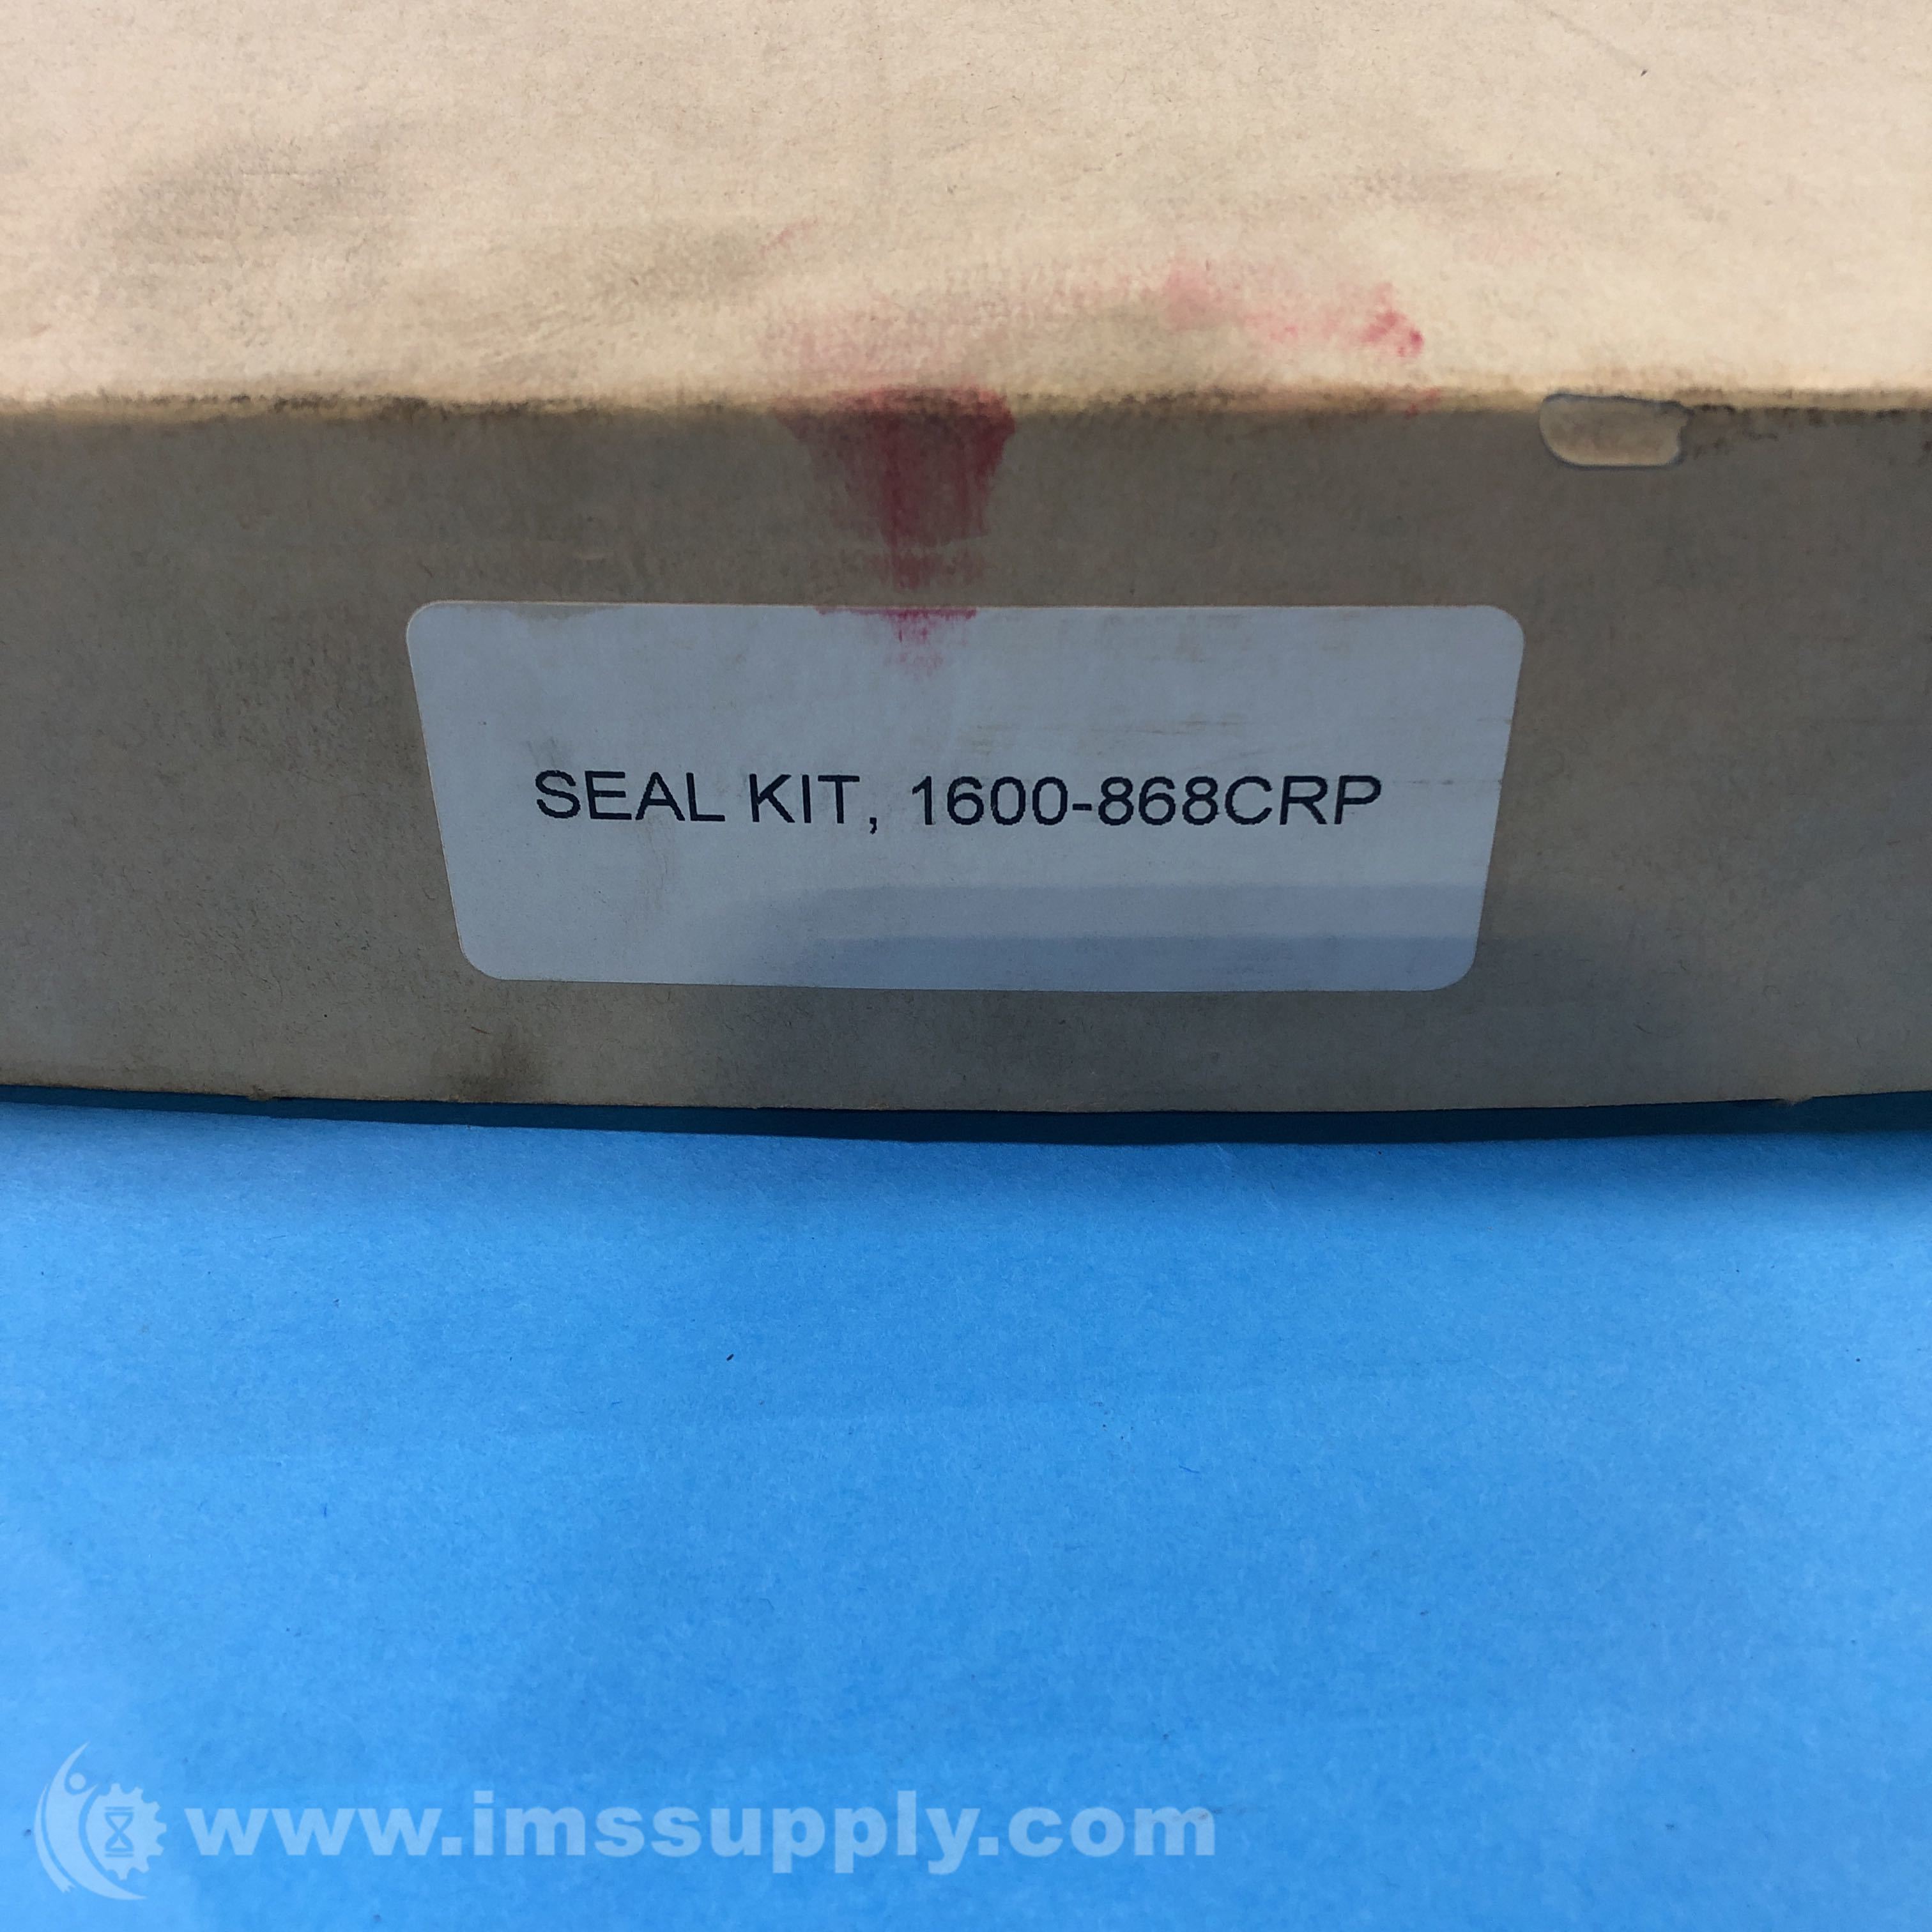 SEAL KIT, 1600-868CRP
www.imssupply.com